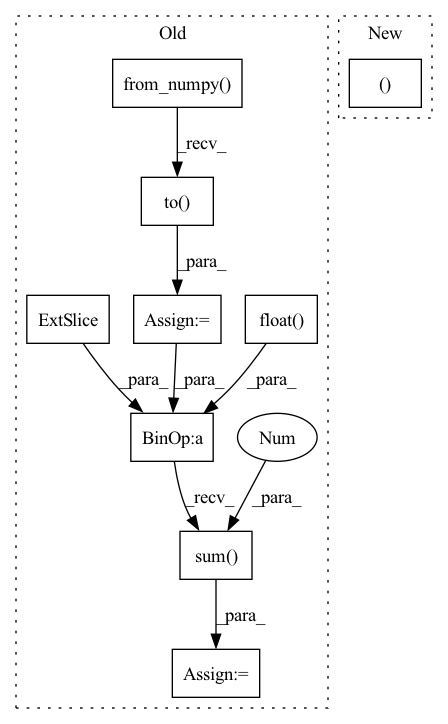 Old
New
from_numpy()
()
_recv_
to()
_para_
ExtSlice
Assign:=
float()
_para_
_para_
_para_
BinOp:a
Num
_recv_
_para_
sum()
_para_
Assign:=